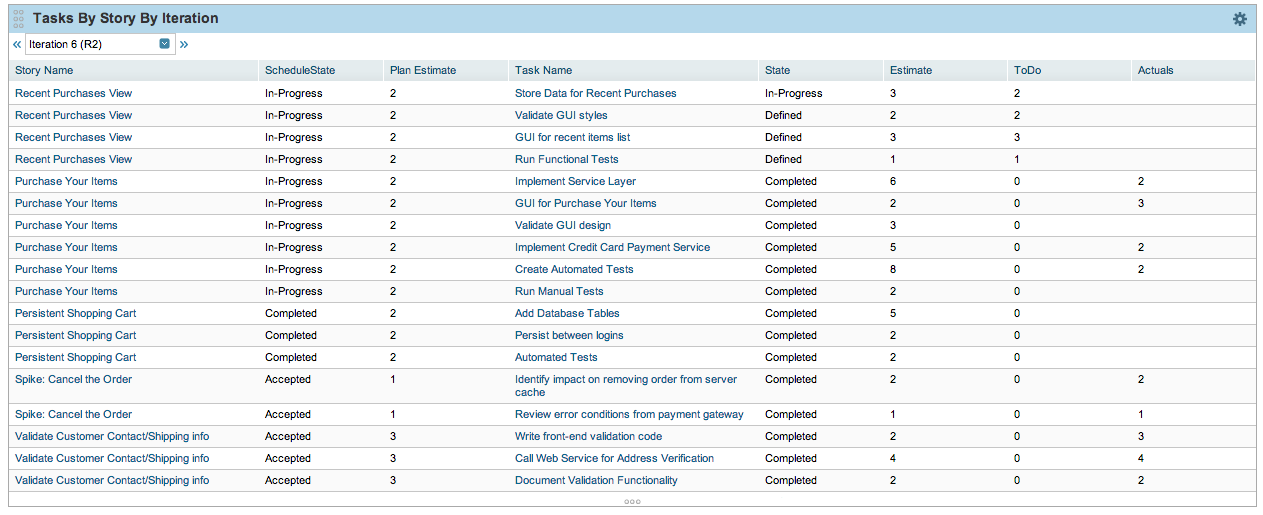 Tasks By Story By Iteration
« Iteration 6 (R2) »
Story Name ScheduleState Plan Estimate Task Name State Estimate ToDo Actuals
Recent Purchases View In-Progress 2 Store Data for Recent Purchases In-Progress 3 2
Recent Purchases View In-Progress 2 Validate GUI styles Defined 2 2
Recent Purchases View In-Progress 2 GUI for recent items list Defined 3 3
Recent Purchases View In-Progress 2 Run Functional Tests Defined 1 1
Purchase Your Items In-Progress 2 Implement Service Layer Completed 6 0 2
Purchase Your Items In-Progress 2 GUI for Purchase Your Items Completed 2 0 3
Purchase Your Items In-Progress 2 Validate GUI design Completed 3 0
Purchase Your Items In-Progress 2 Implement Credit Card Payment Service Completed 5 0 2
Purchase Your Items In-Progress 2 Create Automated Tests Completed 8 0 2
Purchase Your Items In-Progress 2 Run Manual Tests Completed 2 0
Persistent Shopping Cart Completed 2 Add Database Tables Completed 5 0
Persistent Shopping Cart Completed 2 Persist between logins Completed 2 0
Persistent Shopping Cart Completed 2 Automated Tests Completed 2 0
Spike: Cancel the Order Accepted 1 Identify impact on removing order from server Completed 2 0 2
cache
Spike: Cancel the Order Accepted 1 Review error conditions from payment gateway Completed 1 0 1
Validate Customer Contact/Shipping info Accepted 3 Write front-end validation code Completed 2 0 3
Validate Customer Contact/Shipping info Accepted 3 Call Web Service for Address Verification Completed 4 0 4
Validate Customer Contact/Shipping info Accepted 3 Document Validation Functionality Completed 2 0 2